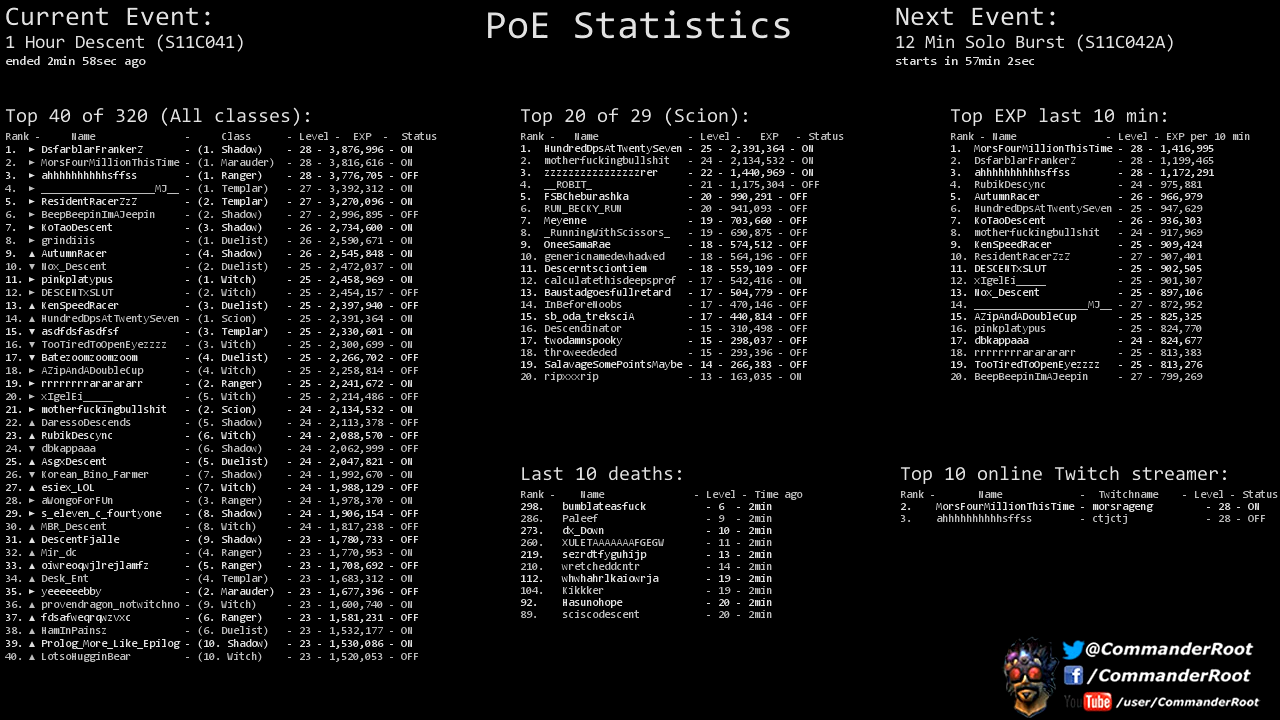 Current Event:
1 Hour Descent (S11C041)
ended 2min 58sec ago
PoE Statistics
Next Event:
12 Min Solo Burst (S11C042A)
starts in 57min 2sec
Top 40 of 320 (All classes):
Rank - Name - Class - Level - EXP - Status
1. ► DsfarblarFrankerZ - (1. Shadow) - 28 - 3,876,996 - ON
2. ► MorsFourMillionThisTime - (1. Marauder) - 28 - 3,816,616 - ON
3. ► ahhhhhhhhhhsffss - (1. Ranger) - 28 - 3,776,705 - OFF
4. ► ___________________MJ__ - (1. Templar) - 27 - 3,392,312 - ON
5. ► ResidentRacerZzZ - (2. Templar) - 27 - 3,270,096 - ON
6. ► BeepBeepinImAJeepin - (2. Shadow) - 27 - 2,996,895 - OFF
7. ► KoTaoDescent - (3. Shadow) - 26 - 2,734,600 - ON
8. ► grindiiis - (1. Duelist) - 26 - 2,590,671 - ON
9. ▲ AutumnRacer - (4. Shadow) - 26 - 2,545,848 - ON
10. ▼ Nox_Descent - (2. Duelist) - 25 - 2,472,037 - ON
11. ► pinkplatypus - (1. Witch) - 25 - 2,458,969 - ON
12. ► DESCENTxSLUT - (2. Witch) - 25 - 2,454,157 - OFF
13. ▲ KenSpeedRacer - (3. Duelist) - 25 - 2,397,940 - OFF
14. ▲ HundredDpsAtTwentySeven - (1. Scion) - 25 - 2,391,364 - ON
15. ▼ asdfdsfasdfsf - (3. Templar) - 25 - 2,330,601 - ON
16. ▼ TooTiredToOpenEyezzzz - (3. Witch) - 25 - 2,300,699 - ON
17. ▼ Batezoomzoomzoom - (4. Duelist) - 25 - 2,266,702 - OFF
18. ► AZipAndADoubleCup - (4. Witch) - 25 - 2,258,814 - OFF
19. ► rrrrrrrararararr - (2. Ranger) - 25 - 2,241,672 - ON
20. ► xIgelEi_____ - (5. Witch) - 25 - 2,214,486 - OFF
21. ► motherfuckingbullshit - (2. Scion) - 24 - 2,134,532 - ON
22. ▲ DaressoDescends - (5. Shadow) - 24 - 2,113,378 - OFF
23. ▲ RubikDescync - (6. Witch) - 24 - 2,088,570 - OFF
24. ▼ dbkappaaa - (6. Shadow) - 24 - 2,062,999 - OFF
25. ▲ AsgxDescent - (5. Duelist) - 24 - 2,047,821 - ON
26. ▼ Korean_Bino_Farmer - (7. Shadow) - 24 - 1,992,670 - OFF
27. ▲ esiex_LOL - (7. Witch) - 24 - 1,988,129 - OFF
28. ► aWongoForFUn - (3. Ranger) - 24 - 1,978,370 - ON
29. ► s_eleven_c_fourtyone - (8. Shadow) - 24 - 1,906,154 - OFF
30. ▲ MBR_Descent - (8. Witch) - 24 - 1,817,238 - OFF
31. ▲ DescentFjalle - (9. Shadow) - 23 - 1,780,733 - OFF
32. ▲ Mir_dc - (4. Ranger) - 23 - 1,770,953 - ON
33. ▲ oiwreoqwjlrejlamfz - (5. Ranger) - 23 - 1,708,692 - OFF
34. ▲ Desk_Ent - (4. Templar) - 23 - 1,683,312 - ON
35. ► yeeeeeebby - (2. Marauder) - 23 - 1,677,396 - OFF
36. ▲ provendragon_notwitchno - (9. Witch) - 23 - 1,600,740 - ON
37. ▲ fdsafweqrqwzvxc - (6. Ranger) - 23 - 1,581,231 - OFF
38. ▲ HamInPainsz - (6. Duelist) - 23 - 1,532,177 - ON
39. ▲ Prolog_More_Like_Epilog - (10. Shadow) - 23 - 1,530,086 - ON
40. ▲ LotsoHugginBear - (10. Witch) - 23 - 1,520,053 - OFF
Top 20 of 29 (Scion):
Rank - Name - Level - EXP - Status
1. HundredDpsAtTwentySeven - 25 - 2,391,364 - ON
2. motherfuckingbullshit - 24 - 2,134,532 - ON
3. zzzzzzzzzzzzzzzzrer - 22 - 1,440,969 - ON
4. __ROBIT_ - 21 - 1,175,304 - OFF
5. FSBCheburashka - 20 - 990,291 - OFF
6. RUN_BECKY_RUN - 20 - 941,093 - OFF
7. Meyenne - 19 - 703,660 - OFF
8. _RunningWithScissors_ - 19 - 690,875 - OFF
9. OneeSamaRae - 18 - 574,512 - OFF
10. genericnamedewhadwed - 18 - 564,196 - OFF
11. Descerntsciontiem - 18 - 559,109 - OFF
12. calculatethisdeepsprof - 17 - 542,416 - ON
13. Baustadgoesfullretard - 17 - 504,779 - OFF
14. InBeforeNoobs - 17 - 470,146 - OFF
15. sb_oda_treksciA - 17 - 440,814 - OFF
16. Descendinator - 15 - 310,498 - OFF
17. twodamnspooky - 15 - 298,037 - OFF
18. throweededed - 15 - 293,396 - OFF
19. SalavageSomePointsMaybe - 14 - 266,383 - OFF
20. ripxxxrip - 13 - 163,035 - ON
Top EXP last 10 min:
Rank - Name - Level - EXP per 10 min
1. MorsFourMillionThisTime - 28 - 1,416,995
2. DsfarblarFrankerZ - 28 - 1,199,465
3. ahhhhhhhhhhsffss - 28 - 1,172,291
4. RubikDescync - 24 - 975,881
5. AutumnRacer - 26 - 966,979
6. HundredDpsAtTwentySeven - 25 - 947,629
7. KoTaoDescent - 26 - 936,303
8. motherfuckingbullshit - 24 - 917,969
9. KenSpeedRacer - 25 - 909,424
10. ResidentRacerZzZ - 27 - 907,401
11. DESCENTxSLUT - 25 - 902,505
12. xIgelEi_____ - 25 - 901,307
13. Nox_Descent - 25 - 897,106
14. ___________________MJ__ - 27 - 872,952
15. AZipAndADoubleCup - 25 - 825,325
16. pinkplatypus - 25 - 824,770
17. dbkappaaa - 24 - 824,677
18. rrrrrrrararararr - 25 - 813,383
19. TooTiredToOpenEyezzzz - 25 - 813,276
20. BeepBeepinImAJeepin - 27 - 799,269
Last 10 deaths:
Rank - Name - Level - Time ago
298. bumblateasfuck - 6 - 2min
286. Paleef - 9 - 2min
273. dx_Down - 10 - 2min
260. XULETAAAAAAAFGEGW - 11 - 2min
219. sezrdtfyguhijp - 13 - 2min
210. wretcheddcntr - 14 - 2min
112. whwhahrlkaiowrja - 19 - 2min
104. Kikkker - 19 - 2min
92. Hasunohope - 20 - 2min
89. sciscodescent - 20 - 2min
Top 10 online Twitch streamer:
Rank - Name - Twitchname - Level - Status
2. MorsFourMillionThisTime - morsrageng - 28 - ON
3. ahhhhhhhhhhsffss - ctjctj - 28 - OFF
@CommanderRoot
/CommanderRoot
YouTube /user/CommanderRoot